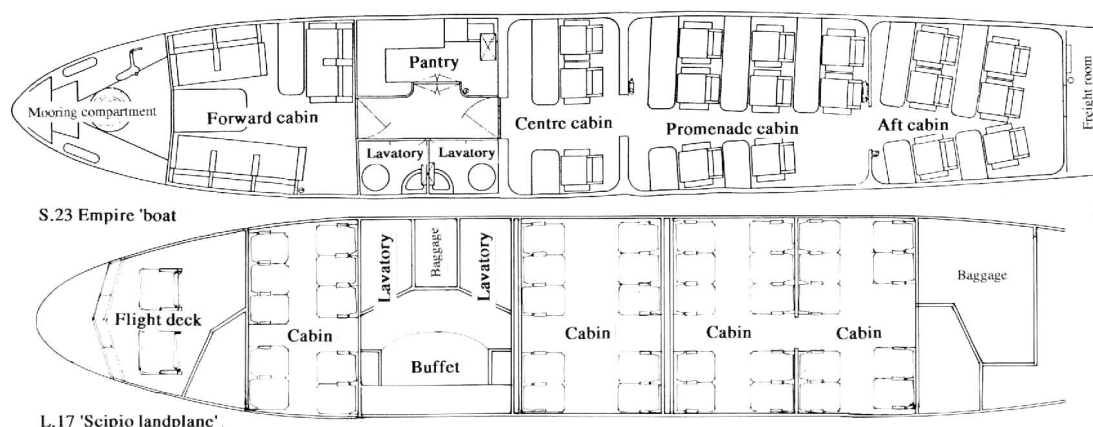 Mooring compartment
Forward cabin
Pantry
Lavatory
Lavatory
Centre cabin
Promenade cabin
Aft cabin
Freight room
S.23 Empire 'boat
Flight deck
Cabin
Lavatory
Baggage
Lavatory
Buffet
Cabin
Cabin
Cabin
Baggage
L.17 'Scipio landplane'